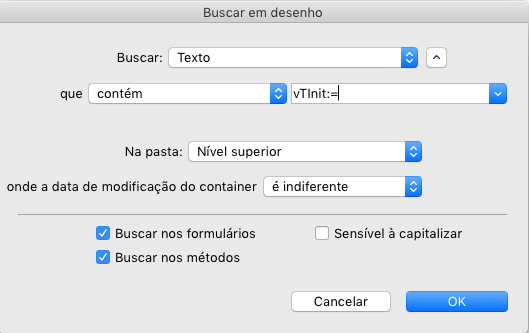 Buscar em desenho
Buscar: Texto
que contém vTInit:=
Na pasta: Nível superior
onde a data de modificação do container é indiferente
Buscar nos formulários Sensível à capitalizar
Buscar nos métodos
Cancelar OK